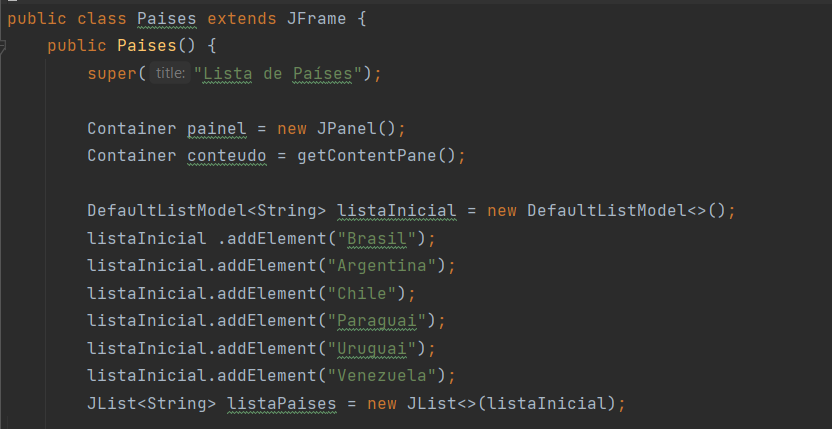 public class Paises extends JFrame {
    public Paises() {
        super( title: "Lista de Países");

        Container painel = new JPanel();
        Container conteudo = getContentPane();

        DefaultListModel<String> listaInicial = new DefaultListModel<>();
        listaInicial .addElement("Brasil");
        listaInicial.addElement("Argentina");
        listaInicial.addElement("Chile");
        listaInicial.addElement("Paraguai");
        listaInicial.addElement("Uruguai");
        listaInicial.addElement("Venezuela");
        JList<String> listaPaises = new JList<>(listaInicial);